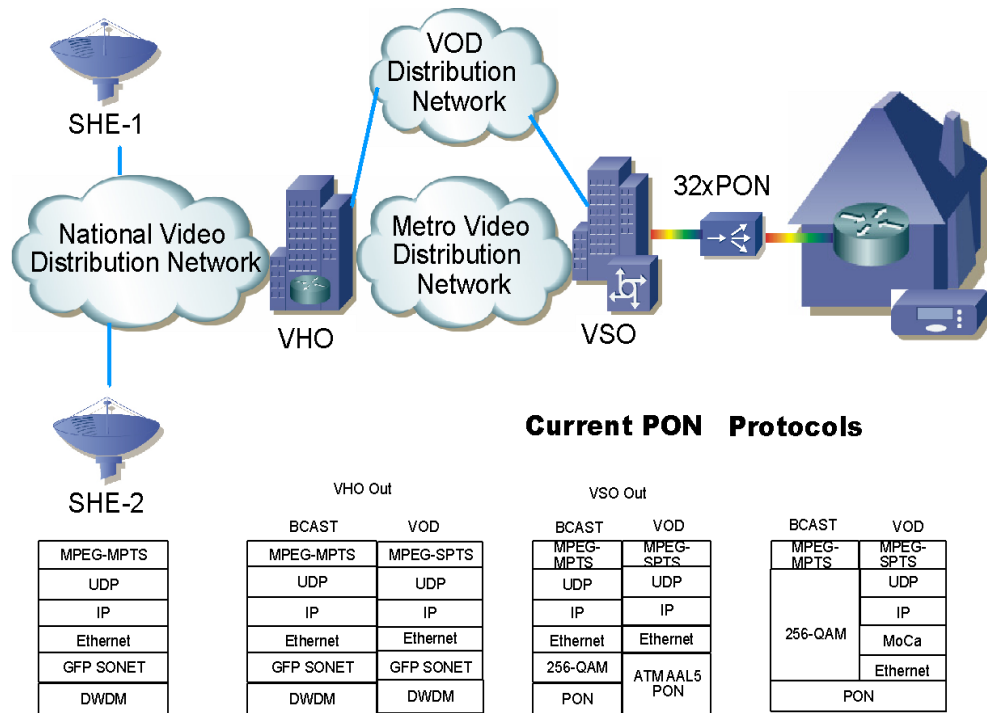 SHE-1
VOD
Distribution
Network
32xPON
National Video
Distribution Network
Metro Video
Distribution
Network
VHO
VSO
SHE-2
Current PON Protocols
VHO Out
VSO Out
BCAST
VOD
BCAST
VOD
BCAST
VOD
MPEG-MPTS
UDP
IP
Ethernet
GFP SONET
DWDM
MPEG-MPTS
UDP
IP
Ethernet
GFP SONET
DWDM
MPEG-SPTS
UDP
IP
Ethernet
GFP SONET
DWDM
MPEG-
MPTS
UDP
IP
Ethernet
256-QAM
PON
MPEG-
SPTS
UDP
IP
Ethernet
ATM AAL5
PON
MPEG-
MPTS
256-QAM
MPEG-
SPTS
UDP
IP
MoCa
Ethernet
PON